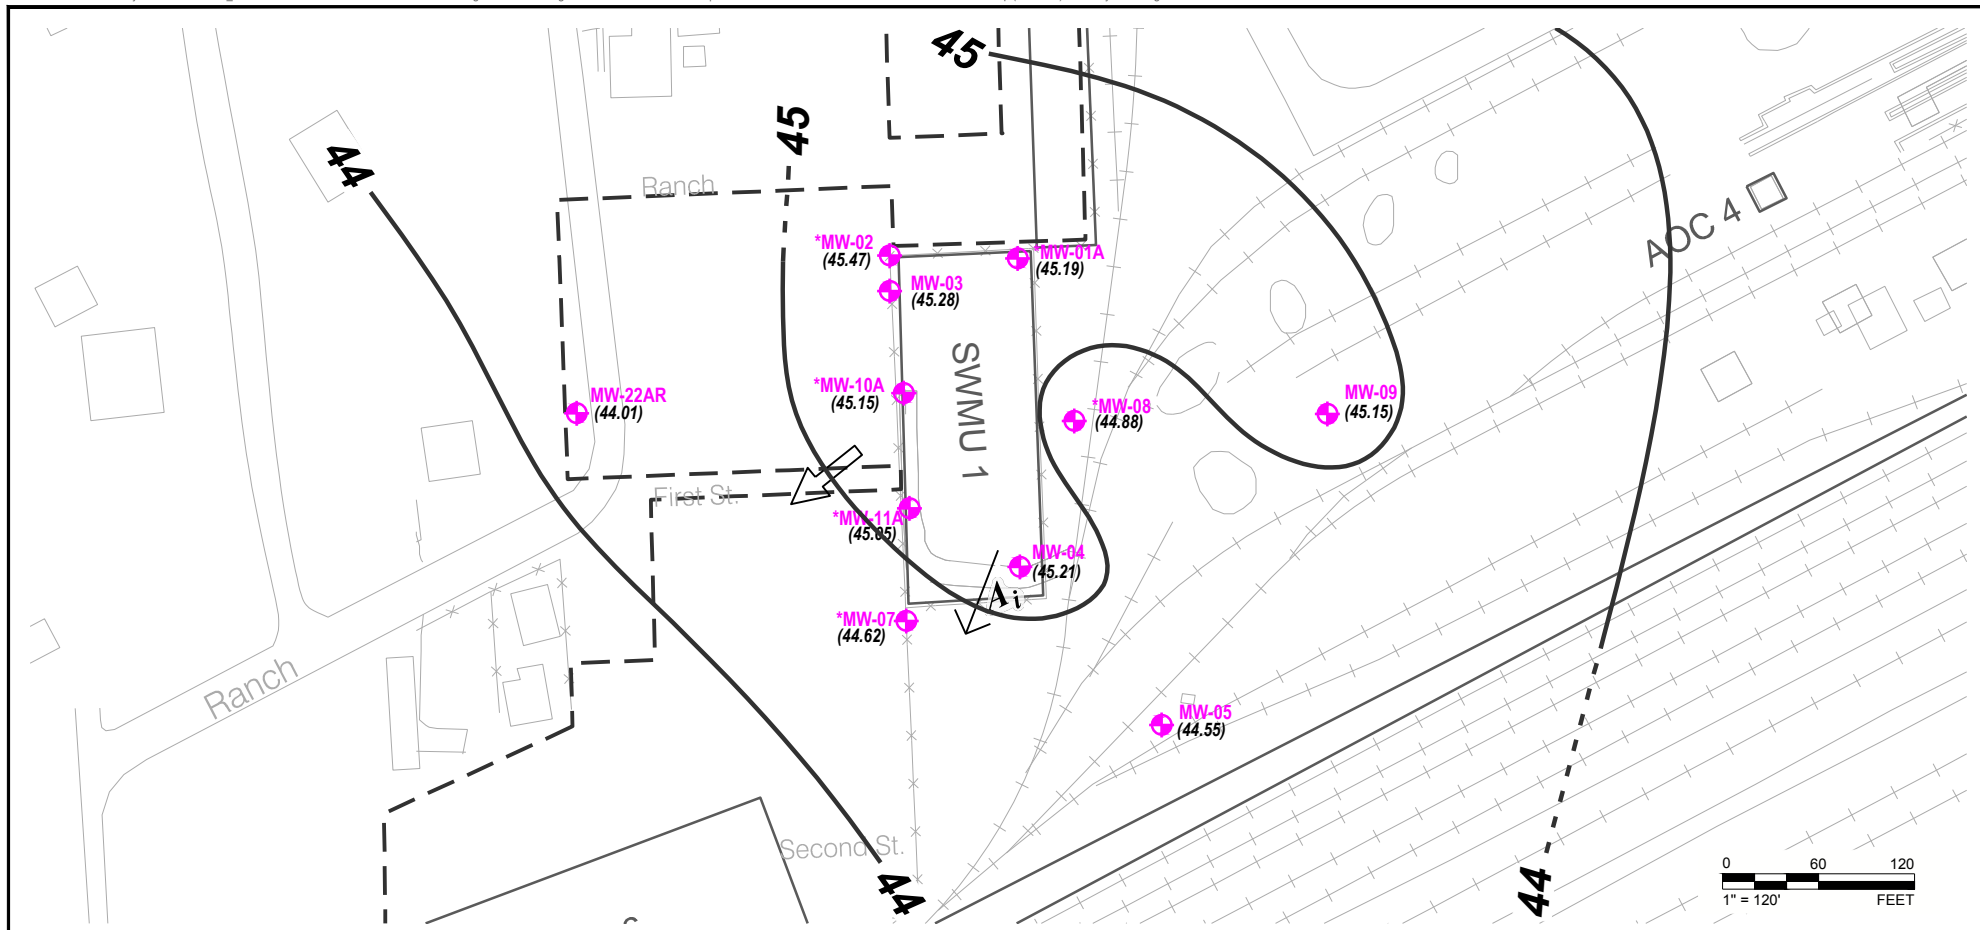 45
45
44
Ranch
AOC 4
*MW-02
(45.47)
*MW-01A
(45.19)
MW-03
(45.28)
SWMU 1
*MW-10A
(45.15)
MW-22AR
(44.01)
*MW-08
(44.88)
MW-09
(45.15)
First St.
*MW-11A
(45.05)
MW-04
(45.21)
Ai
*MW-07
(44.62)
Ranch
MW-05
(44.55)
Second St.
44
44
0 60 120
1" = 120' FEET